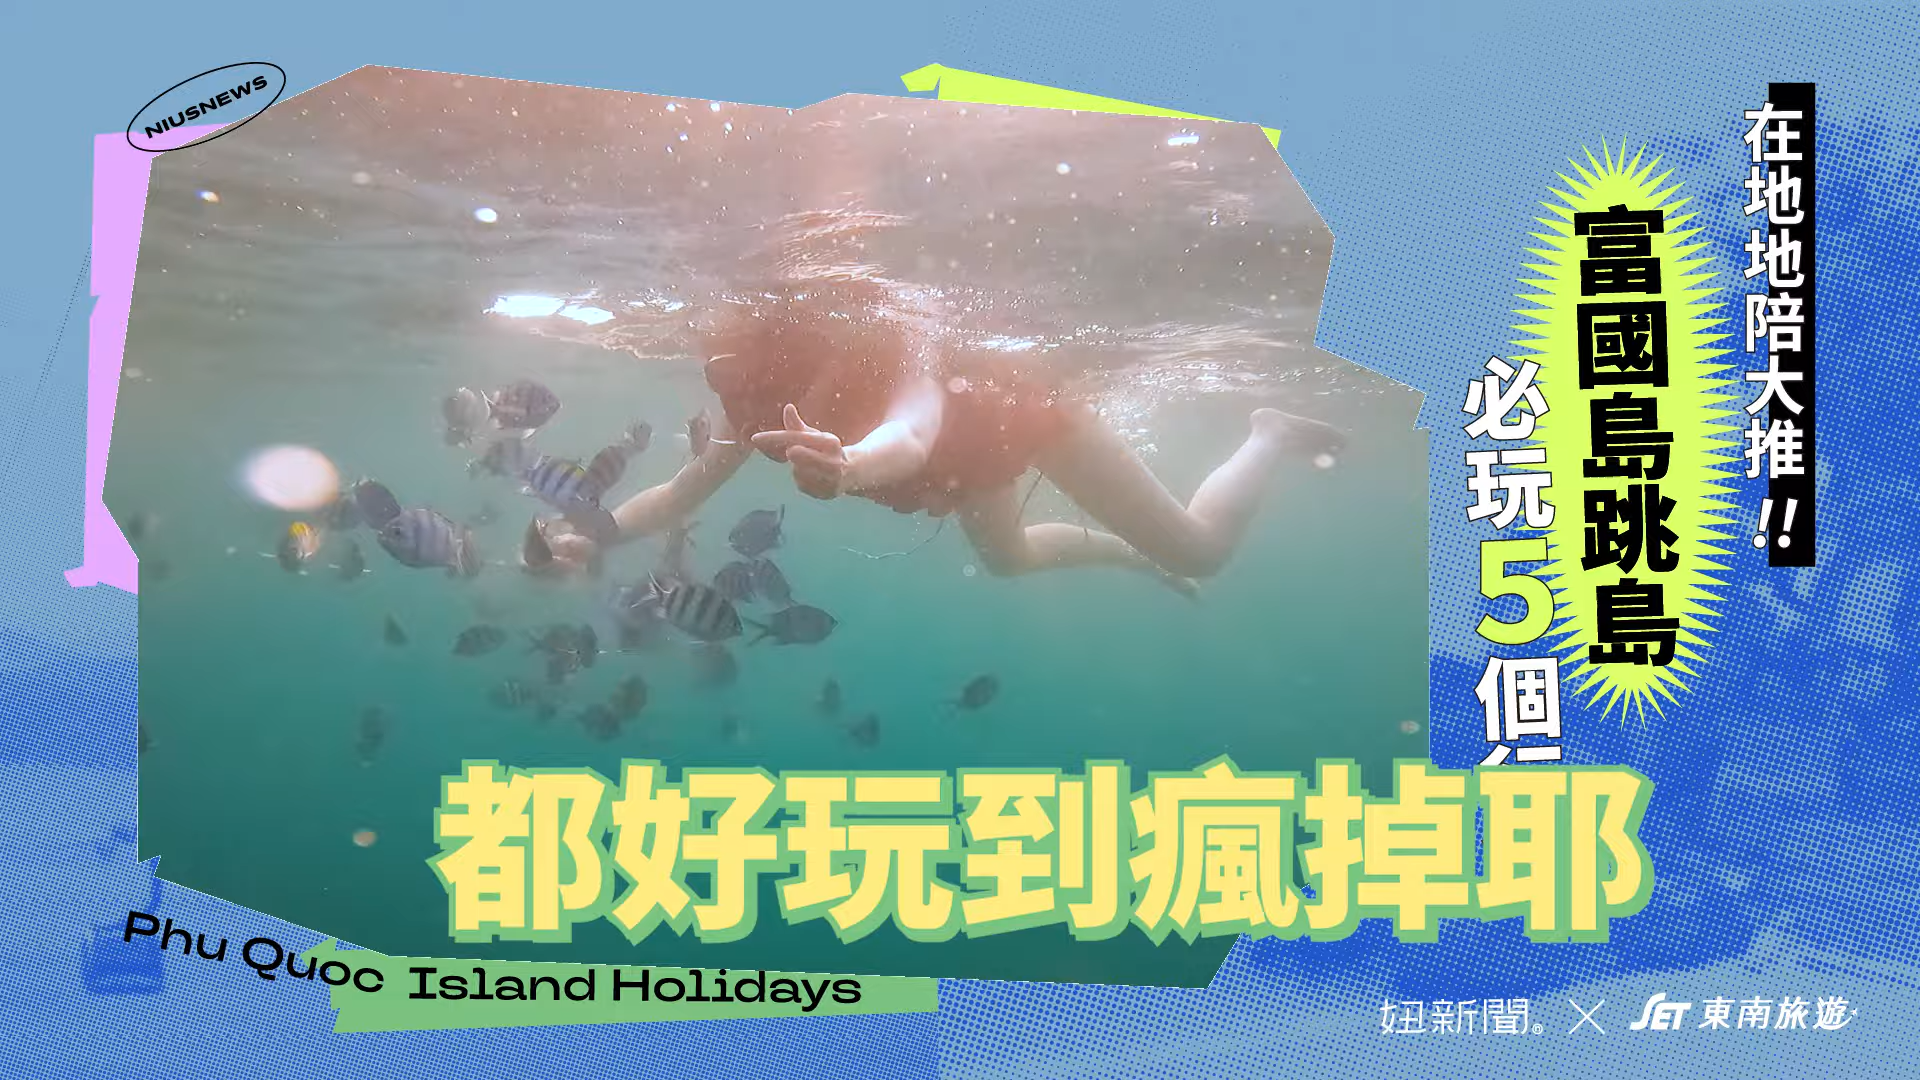 NIUSNEWS
在地地陪大推!!
富國島跳島
必玩5個
都好玩到瘋掉耶
Phu Quoc Island Holidays
妞新聞® × SET 東南旅遊